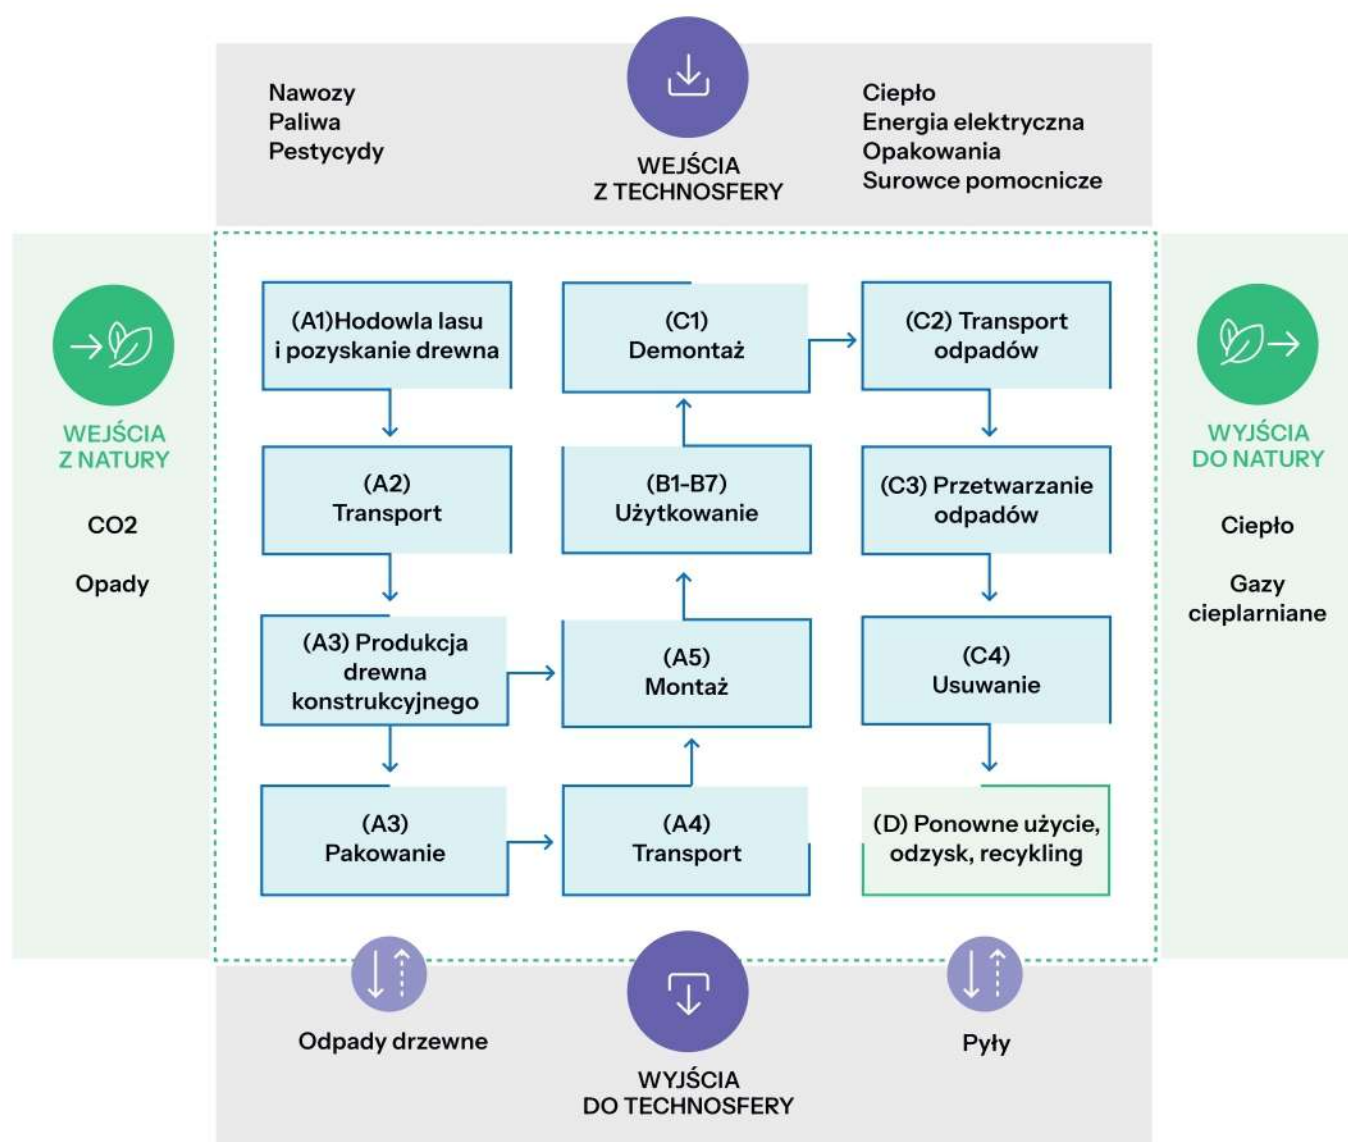 Nawozy
Paliwa
Pestycydy
WEJŚCIA
Z TECHNOSFERY
Ciepło
Energia elektryczna
Opakowania
Surowce pomocnicze
WEJŚCIA
Z NATURY
CO2
Opady
(A1)Hodowla lasu
i pozyskanie drewna
(C1)
Demontaż
(C2) Transport
odpadów
(A2)
Transport
(B1-B7)
Użytkowanie
(C3) Przetwarzanie
odpadów
(A3) Produkcja
drewna
konstrukcyjnego
(A5)
Montaż
(C4)
Usuwanie
(A3)
Pakowanie
(A4)
Transport
(D) Ponowne użycie,
odzysk, recykling
WYJŚCIA
DO NATURY
Ciepło
Gazy
cieplarniane
Odpady drzewne
WYJŚCIA
DO TECHNOSFERY
Pyły